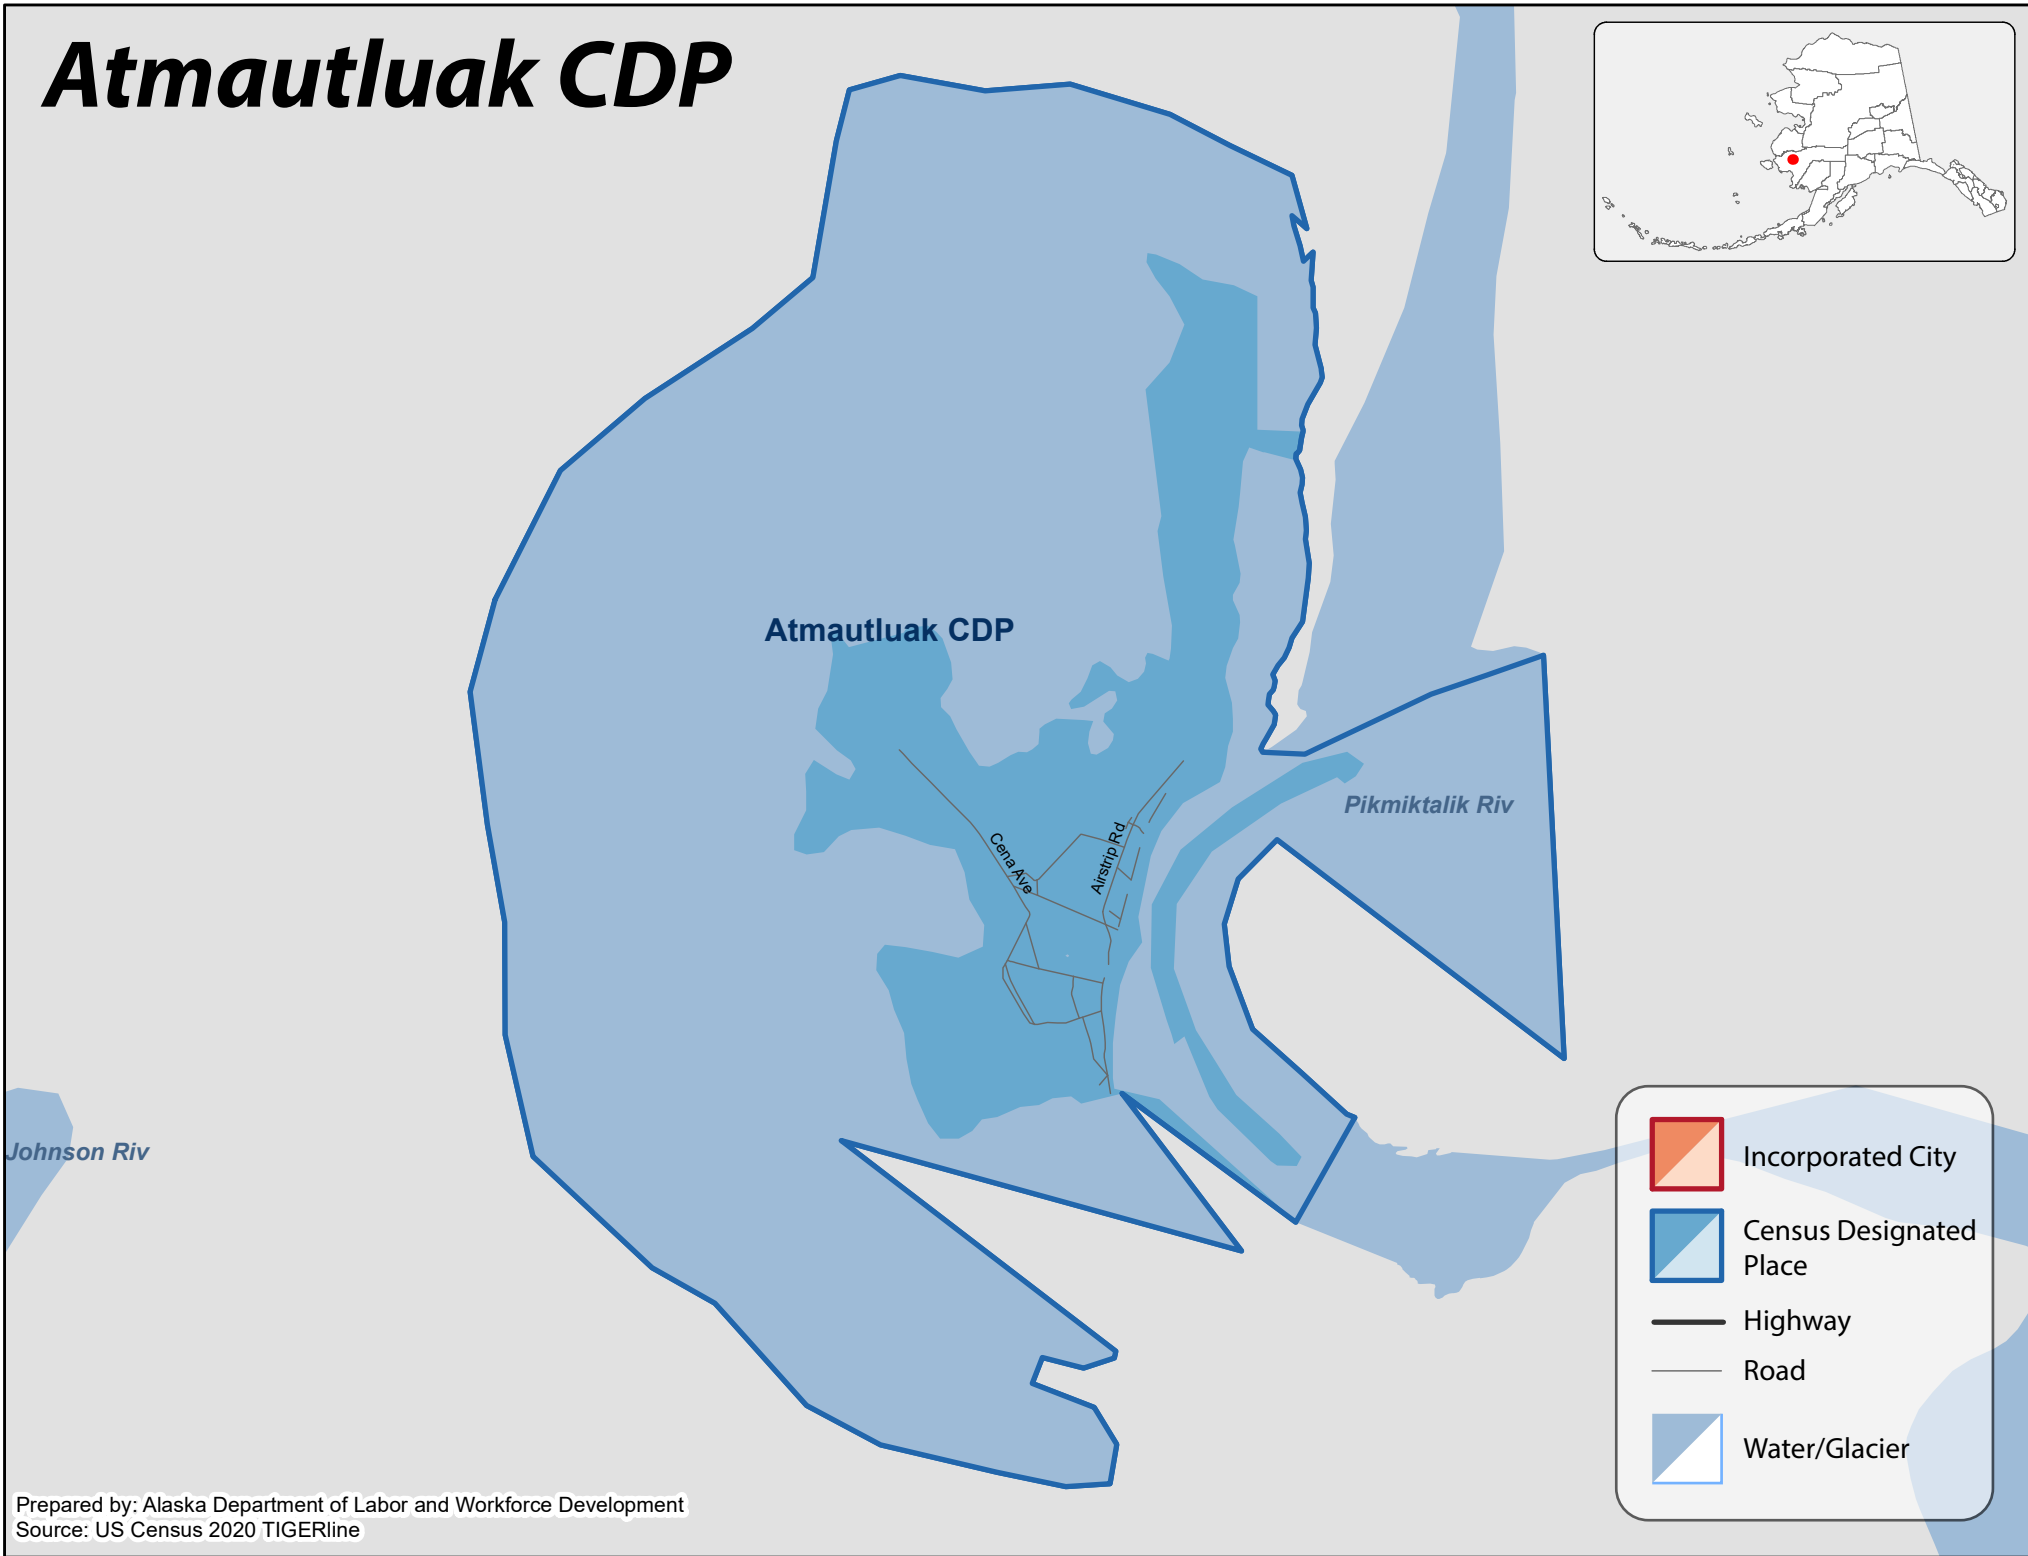 Atmautluak CDP
Atmautluak CDP
Pikmiktalik Riv
Cena Ave
Airstrip Rd
Johnson Riv
Incorporated City
Census Designated
Place
Highway
Road
Water/Glacier
Prepared by: Alaska Department of Labor and Workforce Development
Source: US Census 2020 TIGERline